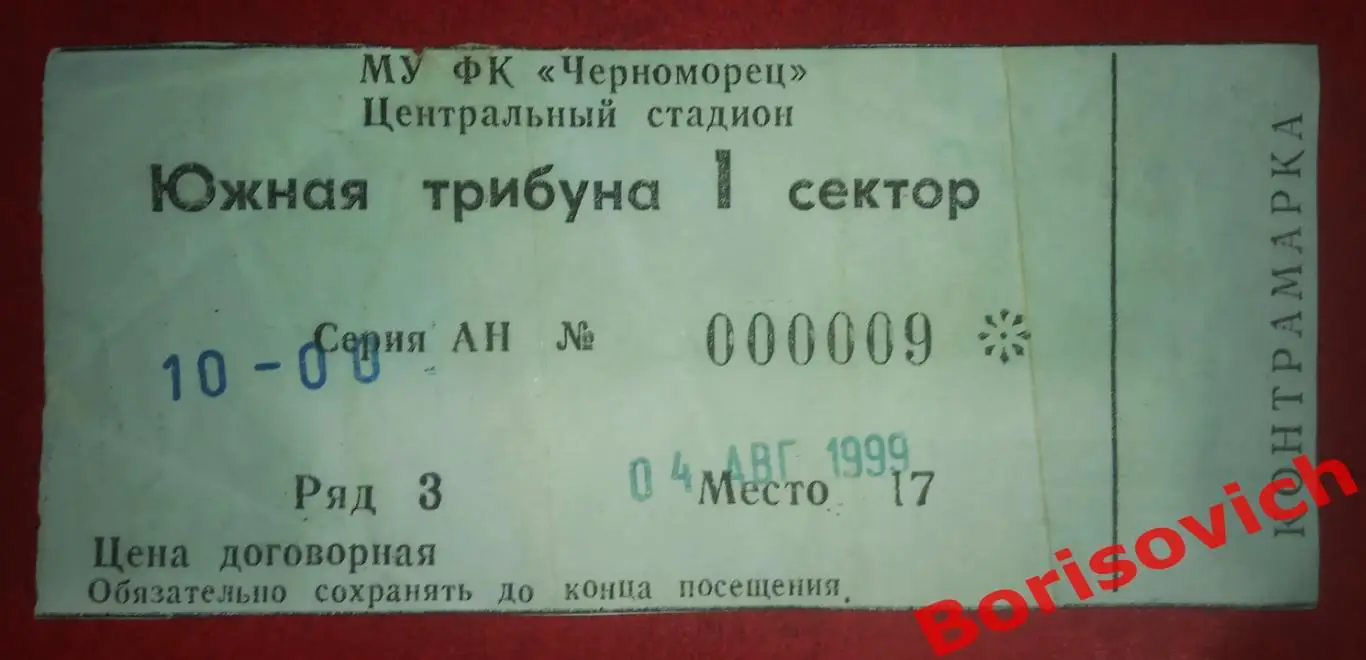 МУ ФК «Черноморец»
Центральный стадион
Южная трибуна 1 сектор
Серия АН № 000009
10-00
04 АВГ 1999
Ряд 3 Место 17
Цена договорная
Обязательно сохранять до конца посещения.
КОНТРАМАРКА
Borisovich